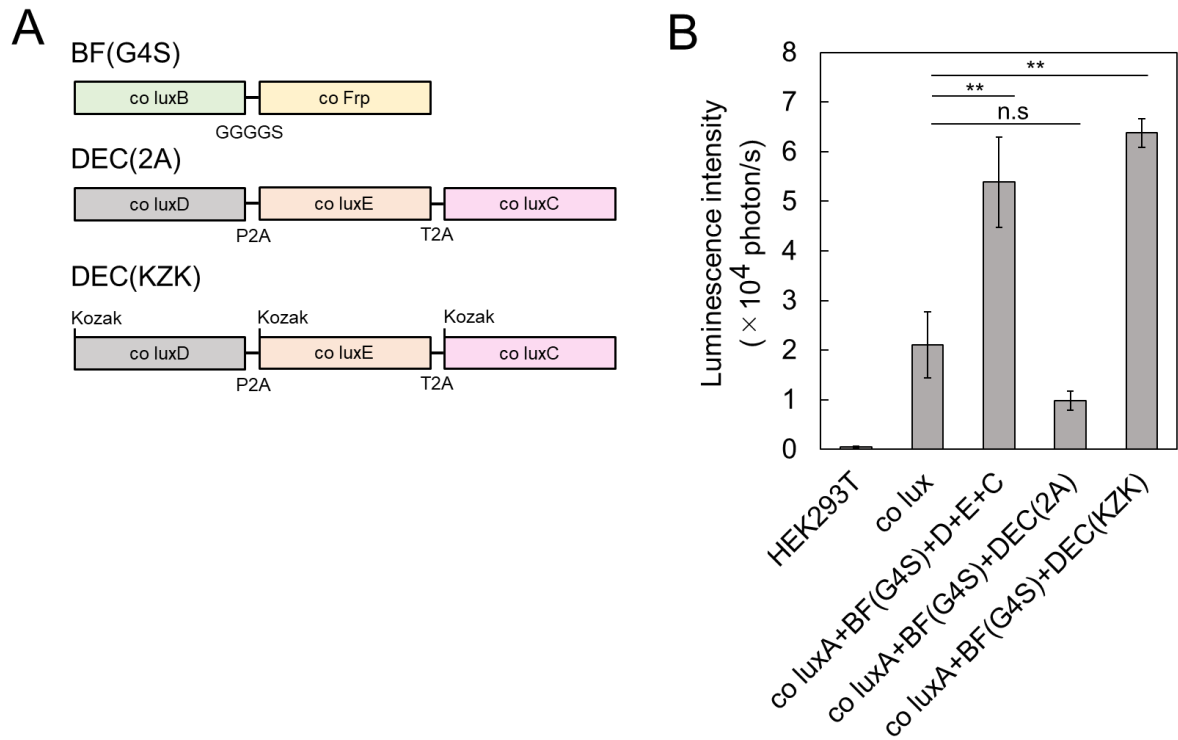 A
BF(G4S)
co luxB
co Frp
GGGGS
DEC(2A)
co luxD
co luxE
co luxC
P2A
T2A
DEC(KZK)
Kozak
Kozak
Kozak
co luxD
co luxE
co luxC
P2A
T2A
B
Luminescence intensity
(×10⁴ photon/s)
8
7
6
5
4
3
2
1
0
**
**
n.s
HEK293T
co lux
co luxA+BF(G4S)+D+E+C
co luxA+BF(G4S)+DEC(2A)
co luxA+BF(G4S)+DEC(KZK)